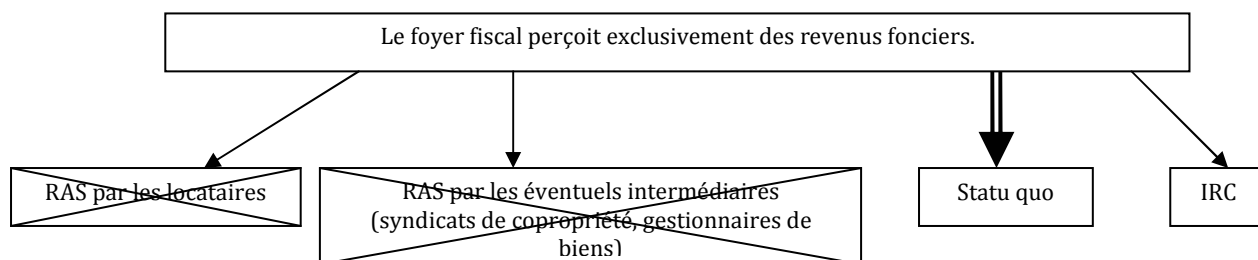 Le foyer fiscal perçoit exclusivement des revenus fonciers.
RAS par les locataires
RAS par les éventuels intermédiaires
(syndicats de copropriété, gestionnaires de
biens)
Statu quo
IRC